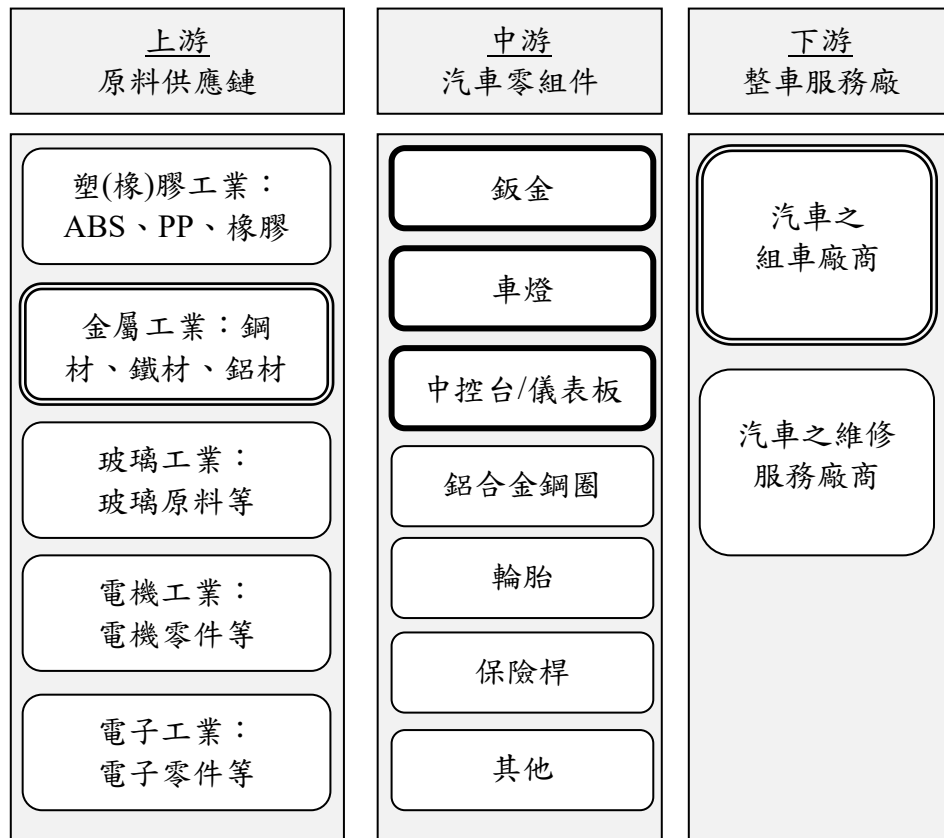 上游
原料供應鏈
中游
汽車零組件
下游
整車服務廠
塑(橡)膠工業：
ABS、PP、橡膠
金屬工業：鋼
材、鐵材、鋁材
玻璃工業：
玻璃原料等
電機工業：
電機零件等
電子工業：
電子零件等
鈑金
車燈
中控台/儀表板
鋁合金鋼圈
輪胎
保險桿
其他
汽車之
組車廠商
汽車之維修
服務廠商